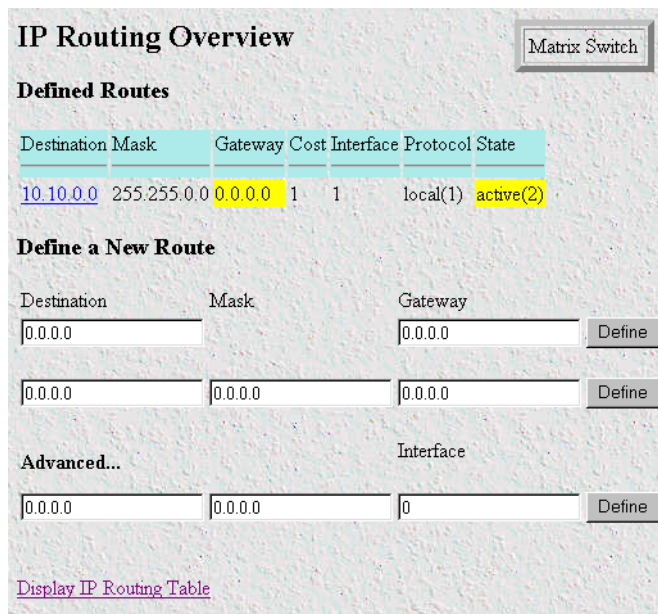 IP Routing Overview
Matrix Switch
Defined Routes
Destination Mask Gateway Cost Interface Protocol State
10.10.0.0 255.255.0.0 0.0.0.0 1 1 local(1) active(2)
Define a New Route
Destination Mask Gateway
0.0.0.0 0.0.0.0 Define
0.0.0.0 0.0.0.0 0.0.0.0 Define
Advanced... Interface
0.0.0.0 0.0.0.0 0 Define
Display IP Routing Table